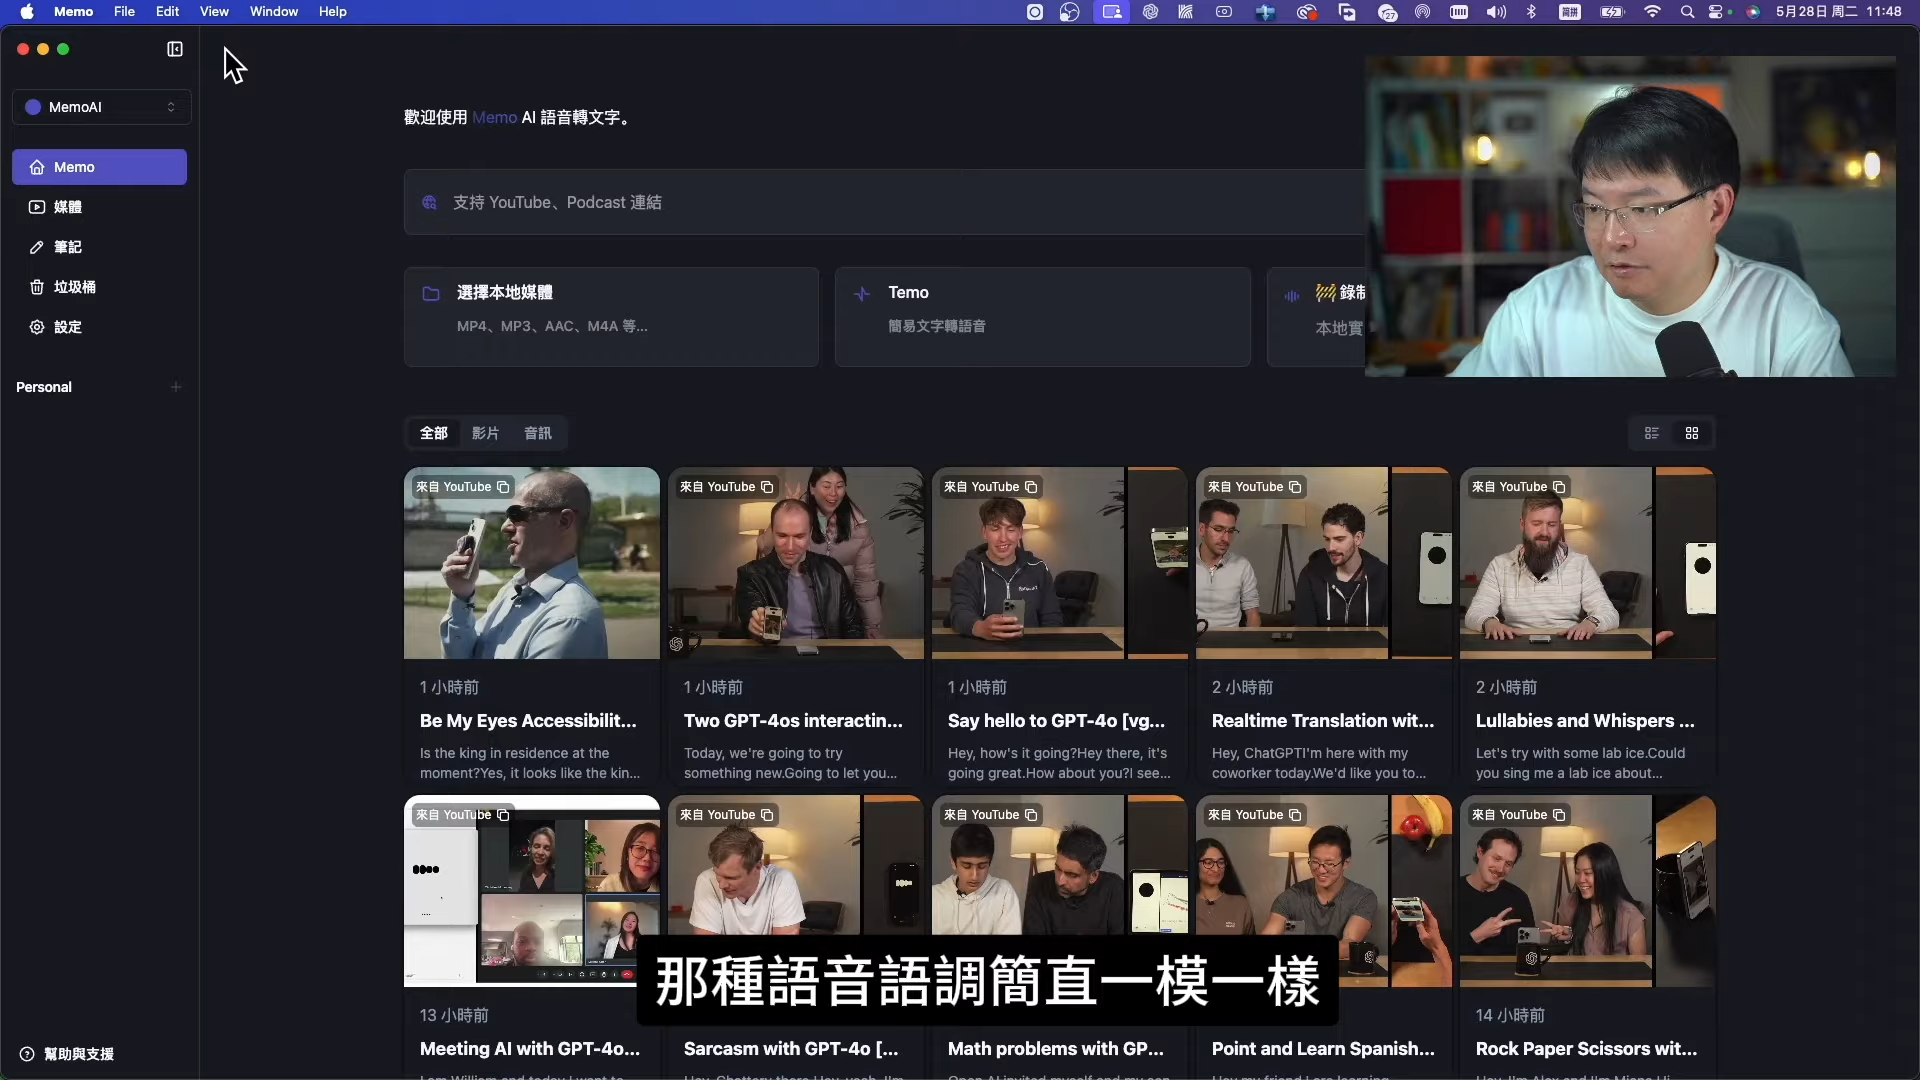 Memo File Edit View Window Help
27
簡拼
5月28日 周二 11:48
MemoAI
Memo
媒體
筆記
垃圾桶
設定
Personal
幫助與支援
歡迎使用 Memo AI 語音轉文字。
支持 YouTube、Podcast 連結
選擇本地媒體
MP4、MP3、AAC、M4A 等...
Temo
簡易文字轉語音
🚧 錄制
本地實
全部 影片 音訊
來自 YouTube
1 小時前
Be My Eyes Accessibilit...
Is the king in residence at the
moment?Yes, it looks like the kin...
來自 YouTube
1 小時前
Two GPT-4os interactin...
Today, we're going to try
something new.Going to let you...
來自 YouTube
1 小時前
Say hello to GPT-4o [vg...
Hey, how's it going?Hey there, it's
going great.How about you?I see...
來自 YouTube
2 小時前
Realtime Translation wit...
Hey, ChatGPTI'm here with my
coworker today.We'd like you to...
來自 YouTube
2 小時前
Lullabies and Whispers ...
Let's try with some lab ice.Could
you sing me a lab ice about...
來自 YouTube
13 小時前
Meeting AI with GPT-4o...
來自 YouTube
Sarcasm with GPT-4o [...
來自 YouTube
Math problems with GP...
來自 YouTube
Point and Learn Spanish...
來自 YouTube
14 小時前
Rock Paper Scissors wit...
那種語音語調簡直一模一樣